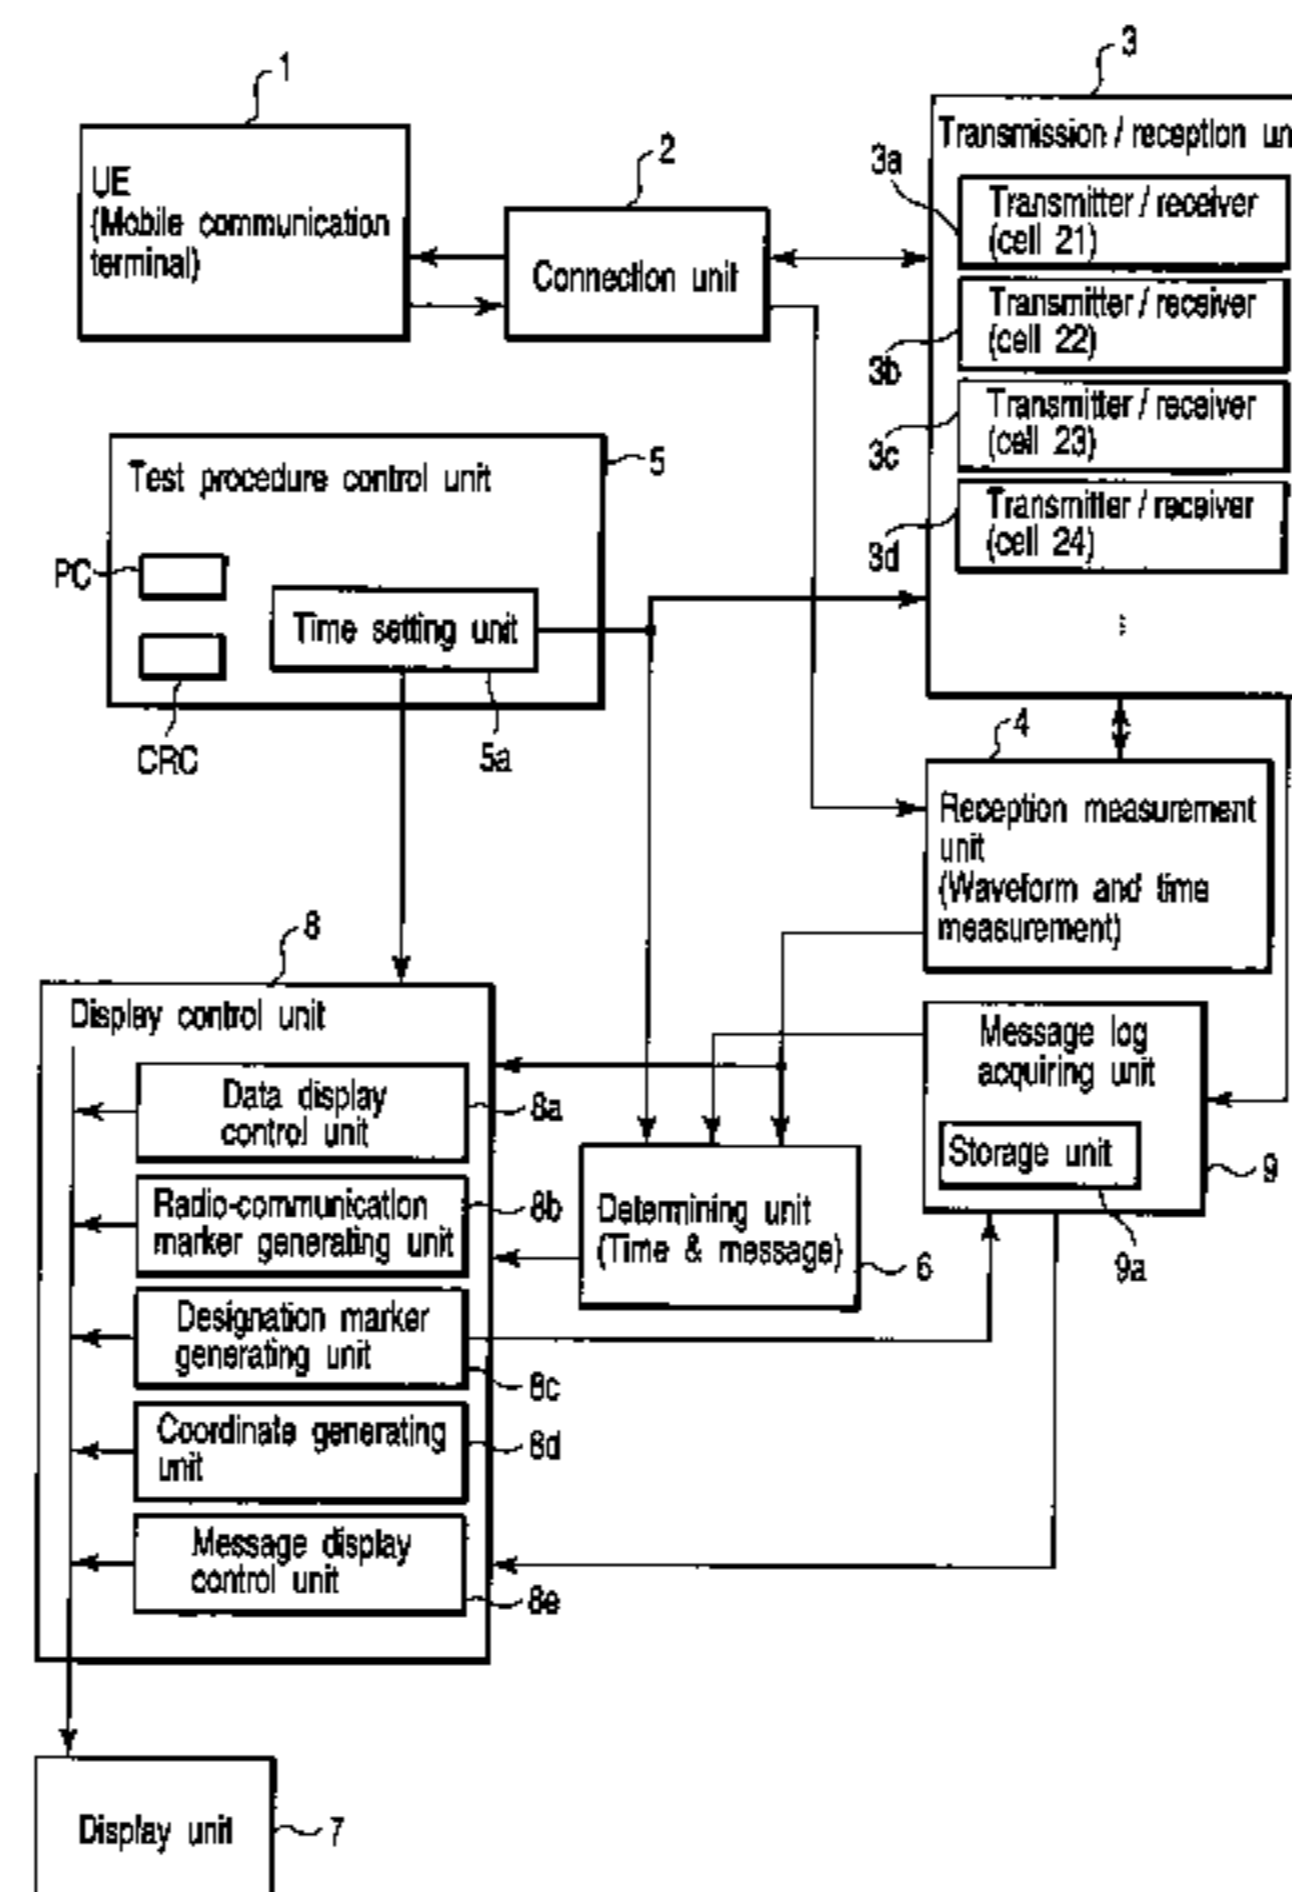 1
UE
(Mobile communication
terminal)
2
Connection unit
3
Transmission / reception un
3a
Transmitter / receiver
(cell 21)
3b
Transmitter / receiver
(cell 22)
3c
Transmitter / receiver
(cell 23)
3d
Transmitter / receiver
(cell 24)
5
Test procedure control unit
PC
CRC
Time setting unit
5a
4
Reception measurement
unit
(Waveform and time
measurement)
8
Display control unit
Data display
control unit
8a
Radio-communication
marker generating unit
8b
Designation marker
generating unit
8c
Coordinate generating
unit
8d
Message display
control unit
8e
Determining unit
(Time & message)
6
Message log
acquiring unit
Storage unit
9
9a
Display unit
7